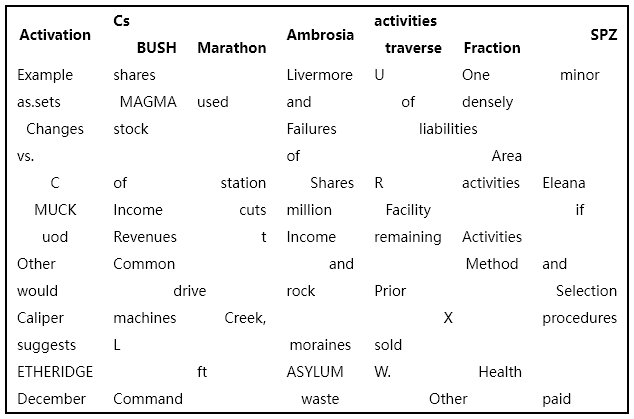 Activation Cs BUSH Marathon Ambrosia activities traverse Fraction SPZ
Example shares Livermore U One minor
as.sets MAGMA used and of densely
Changes stock Failures liabilities
vs. of Area
C of station Shares R activities Eleana
MUCK Income cuts million Facility if
uod Revenues t Income remaining Activities
Other Common and Method and
would drive rock Prior Selection
Caliper machines Creek, X procedures
suggests L moraines sold
ETHERIDGE ft ASYLUM W. Health
December Command waste Other paid